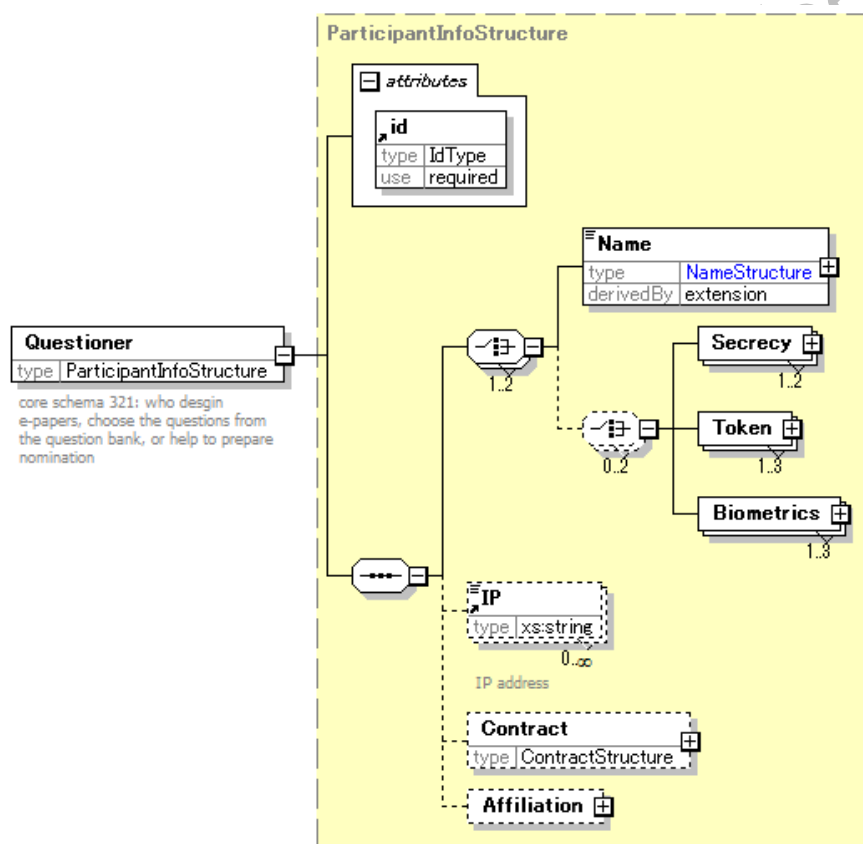 ParticipantInfoStructure
attributes
id
type IdType
use required
Name
type NameStructure
derivedBy extension
Questioner
type ParticipantInfoStructure
core schema 321: who desgin
e-papers, choose the questions from
the question bank, or help to prepare
nomination
1..2
Secrecy
1..2
0..2
Token
1..3
Biometrics
1..3
IP
type xs:string
0..∞
IP address
Contract
type ContractStructure
Affiliation